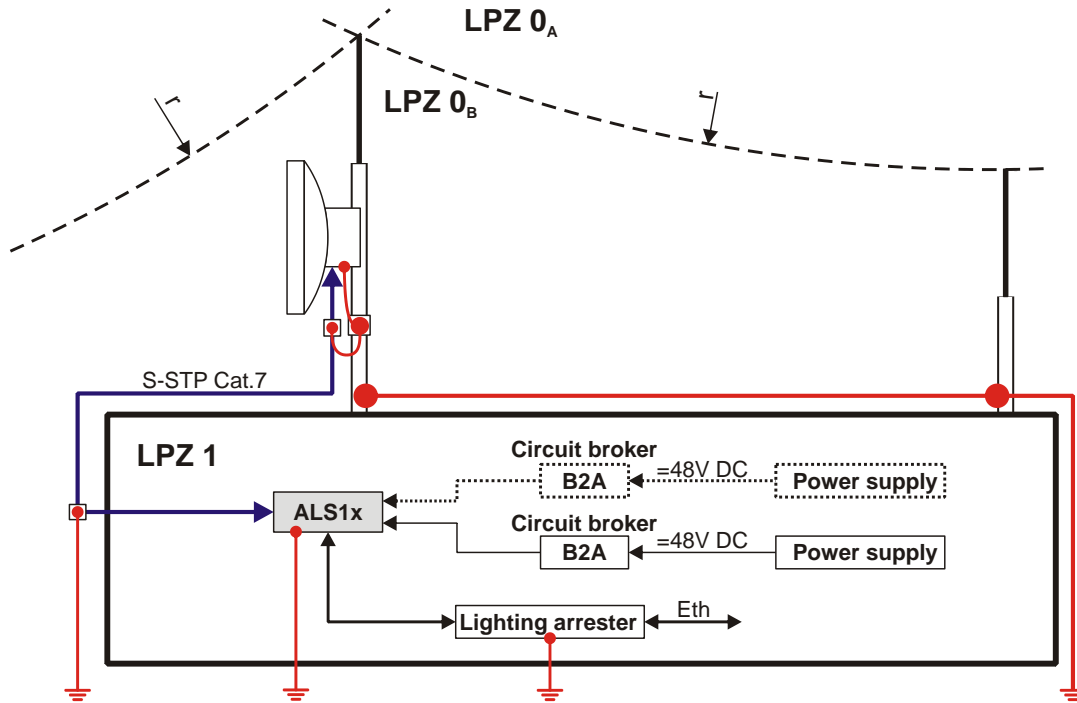 LPZ 0A
r
r
LPZ 0B
S-STP Cat.7
LPZ 1
Circuit broker
=48V DC
B2A
Power supply
ALS1x
Circuit broker
=48V DC
B2A
Power supply
Eth
Lighting arrester